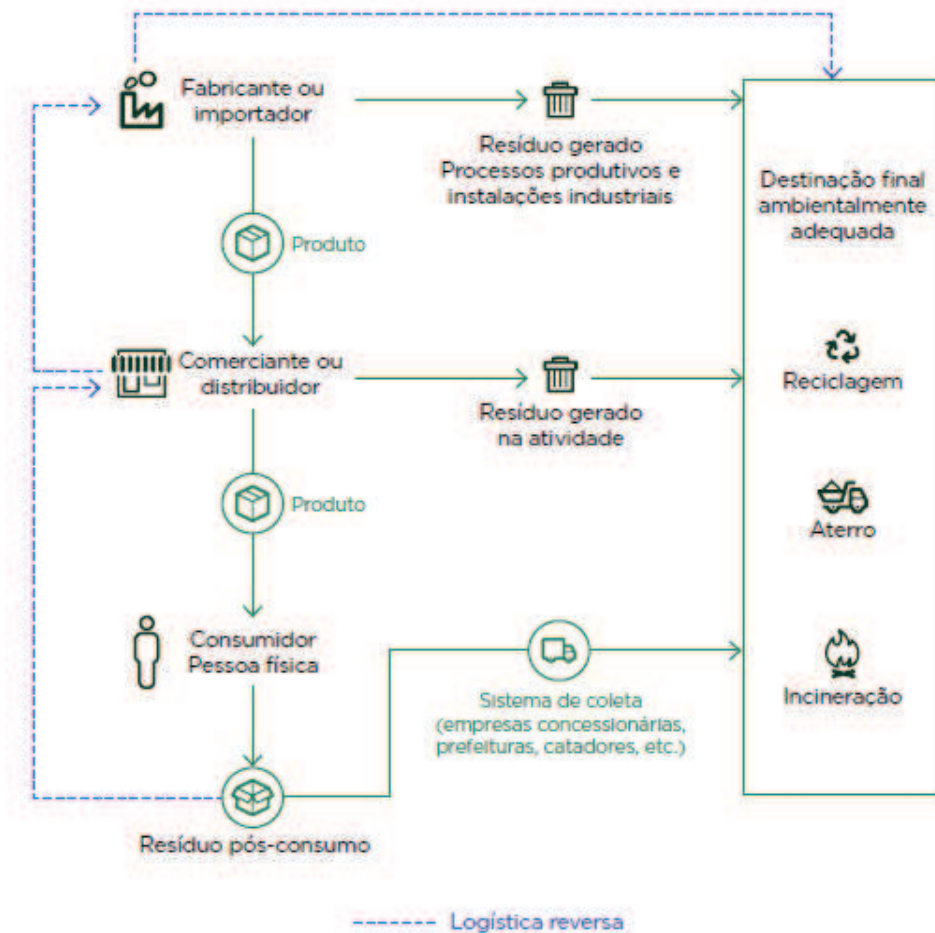 Fabricante ou
importador
Resíduo gerado
Processos produtivos e
instalações industriais
Destinação final
ambientalmente
adequada
Produto
Comerciante ou
distribuidor
Resíduo gerado
na atividade
Reciclagem
Produto
Aterro
Consumidor
Pessoa física
Sistema de coleta
(empresas concessionárias,
prefeituras, catadores, etc.)
Incineração
Resíduo pós-consumo
Logística reversa